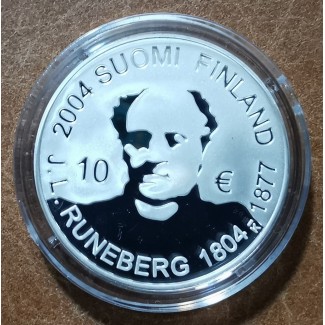 2004 SUOMI FINLAND
10 €
J. L. RUNEBERG 1804-1877